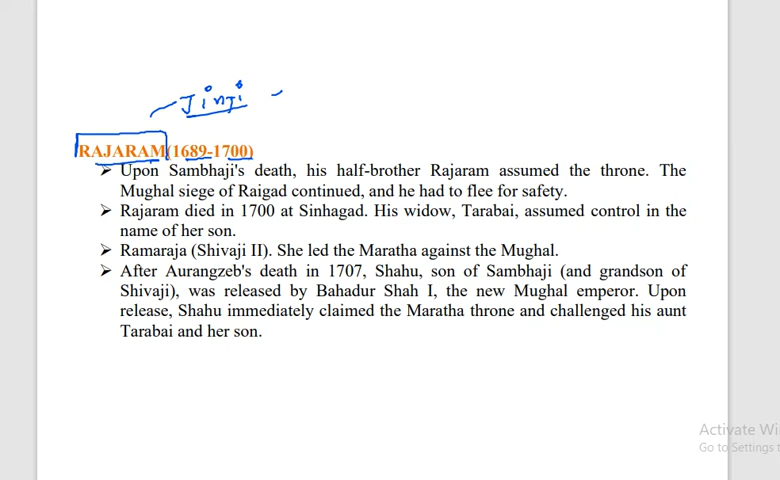 Jinji
RAJARAM(1689-1700)
➢ Upon Sambhaji's death, his half-brother Rajaram assumed the throne. The
Mughal siege of Raigad continued, and he had to flee for safety.
➢ Rajaram died in 1700 at Sinhagad. His widow, Tarabai, assumed control in the
name of her son.
➢ Ramaraja (Shivaji II). She led the Maratha against the Mughal.
➢ After Aurangzeb's death in 1707, Shahu, son of Sambhaji (and grandson of
Shivaji), was released by Bahadur Shah I, the new Mughal emperor. Upon
release, Shahu immediately claimed the Maratha throne and challenged his aunt
Tarabai and her son.
Activate Wi
Go to Settings t